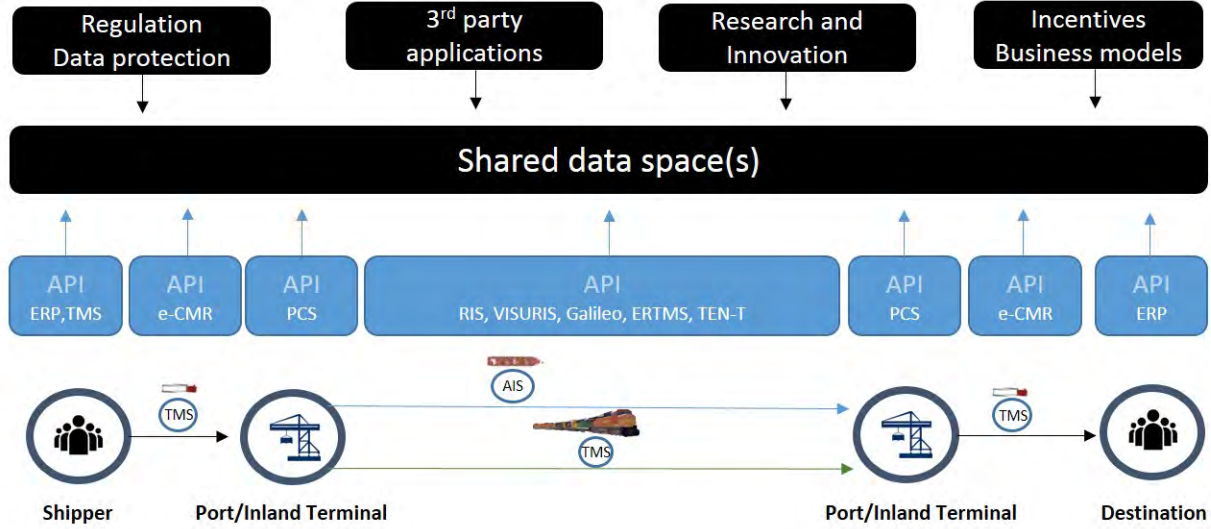 Regulation
Data protection
3rd party
applications
Research and
Innovation
Incentives
Business models
Shared data space(s)
API
ERP,TMS
API
e-CMR
API
PCS
API
RIS, VISURIS, Galileo, ERTMS, TEN-T
API
PCS
API
e-CMR
API
ERP
TMS
AIS
TMS
TMS
Shipper
Port/Inland Terminal
Port/Inland Terminal
Destination